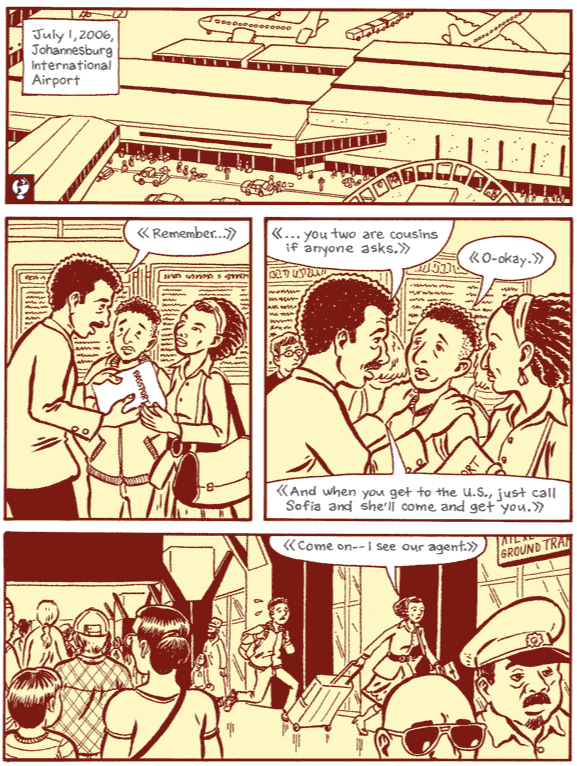 July 1, 2006,
Johannesburg
International
Airport
《Remember...》
《...you two are cousins
if anyone asks.》
《O-okay.》
PASSPORT
《And when you get to the U.S., just call
Sofia and she'll come and get you.》
《Come on--I see our agent.》
GROUND TRAN